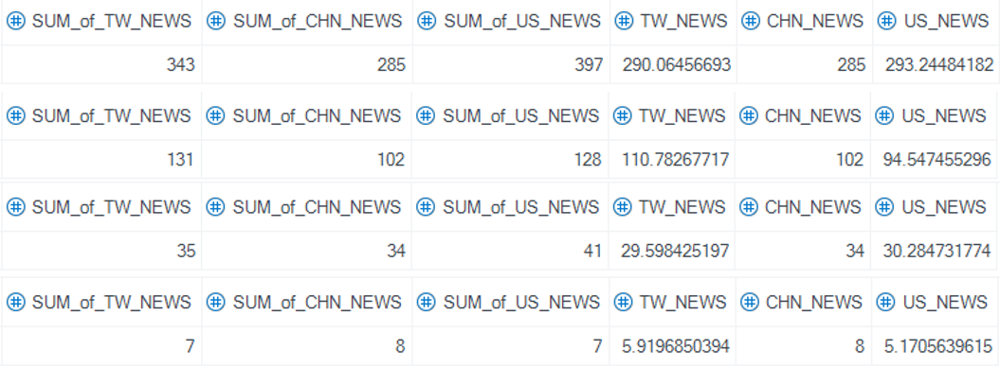 SUM_of_TW_NEWS SUM_of_CHN_NEWS SUM_of_US_NEWS TW_NEWS CHN_NEWS US_NEWS
343 285 397 290.06456693 285 293.24484182
SUM_of_TW_NEWS SUM_of_CHN_NEWS SUM_of_US_NEWS TW_NEWS CHN_NEWS US_NEWS
131 102 128 110.78267717 102 94.547455296
SUM_of_TW_NEWS SUM_of_CHN_NEWS SUM_of_US_NEWS TW_NEWS CHN_NEWS US_NEWS
35 34 41 29.598425197 34 30.284731774
SUM_of_TW_NEWS SUM_of_CHN_NEWS SUM_of_US_NEWS TW_NEWS CHN_NEWS US_NEWS
7 8 7 5.9196850394 8 5.1705639615